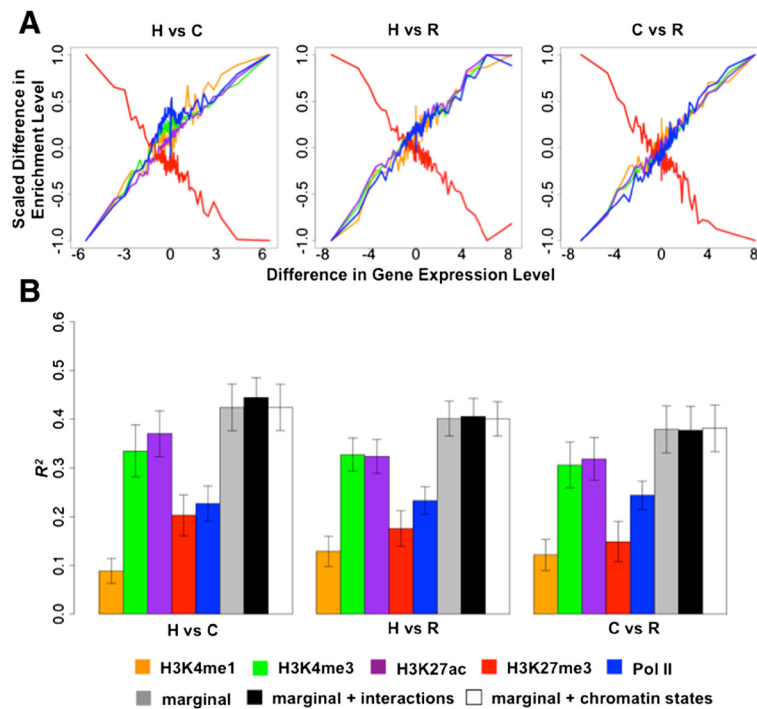 A
H vs C
H vs R
C vs R
Scaled Difference in
Enrichment Level
1.0
0.5
0.0
-0.5
-1.0
1.0
0.5
0.0
-0.5
-1.0
1.0
0.5
0.0
-0.5
-1.0
-6 -3 0 3 6
-8 -4 0 4 8
-8 -4 0 4 8
Difference in Gene Expression Level
B
R²
0.6
0.5
0.4
0.3
0.2
0.1
0.0
H vs C
H vs R
C vs R
H3K4me1 H3K4me3 H3K27ac H3K27me3 Pol II
marginal marginal + interactions marginal + chromatin states